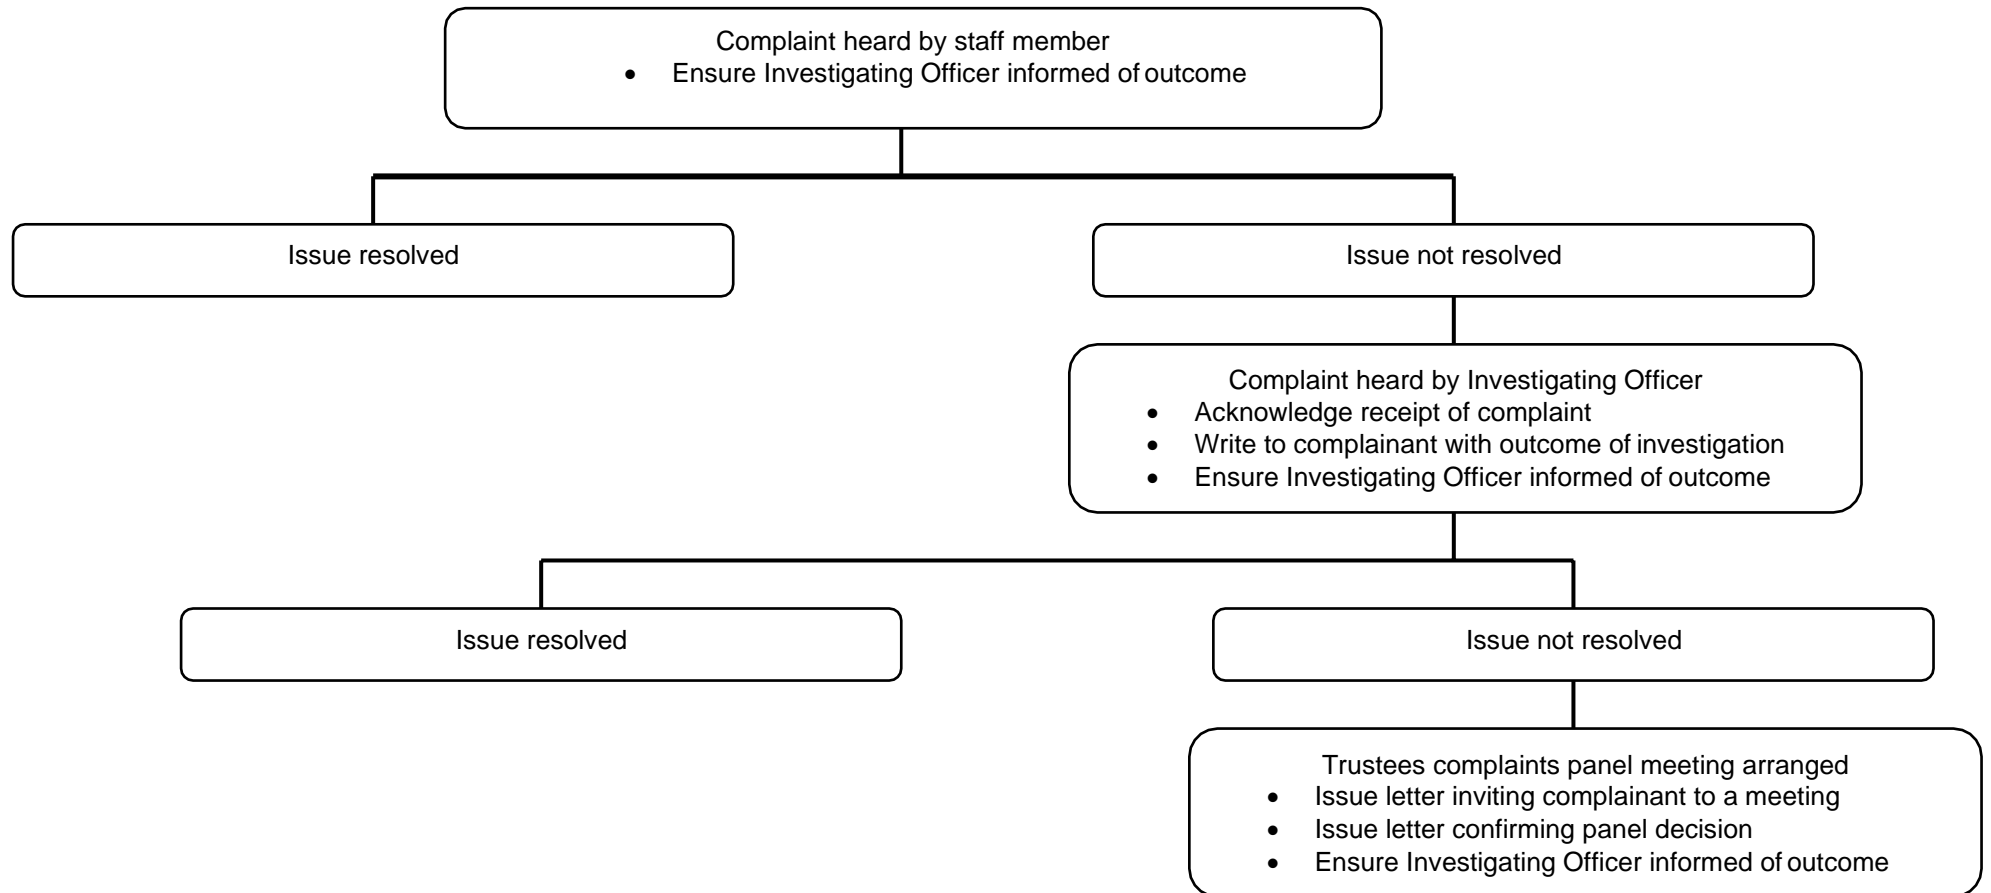 Complaint heard by staff member
• Ensure Investigating Officer informed of outcome
Issue resolved
Issue not resolved
Complaint heard by Investigating Officer
• Acknowledge receipt of complaint
• Write to complainant with outcome of investigation
• Ensure Investigating Officer informed of outcome
Issue resolved
Issue not resolved
Trustees complaints panel meeting arranged
• Issue letter inviting complainant to a meeting
• Issue letter confirming panel decision
• Ensure Investigating Officer informed of outcome